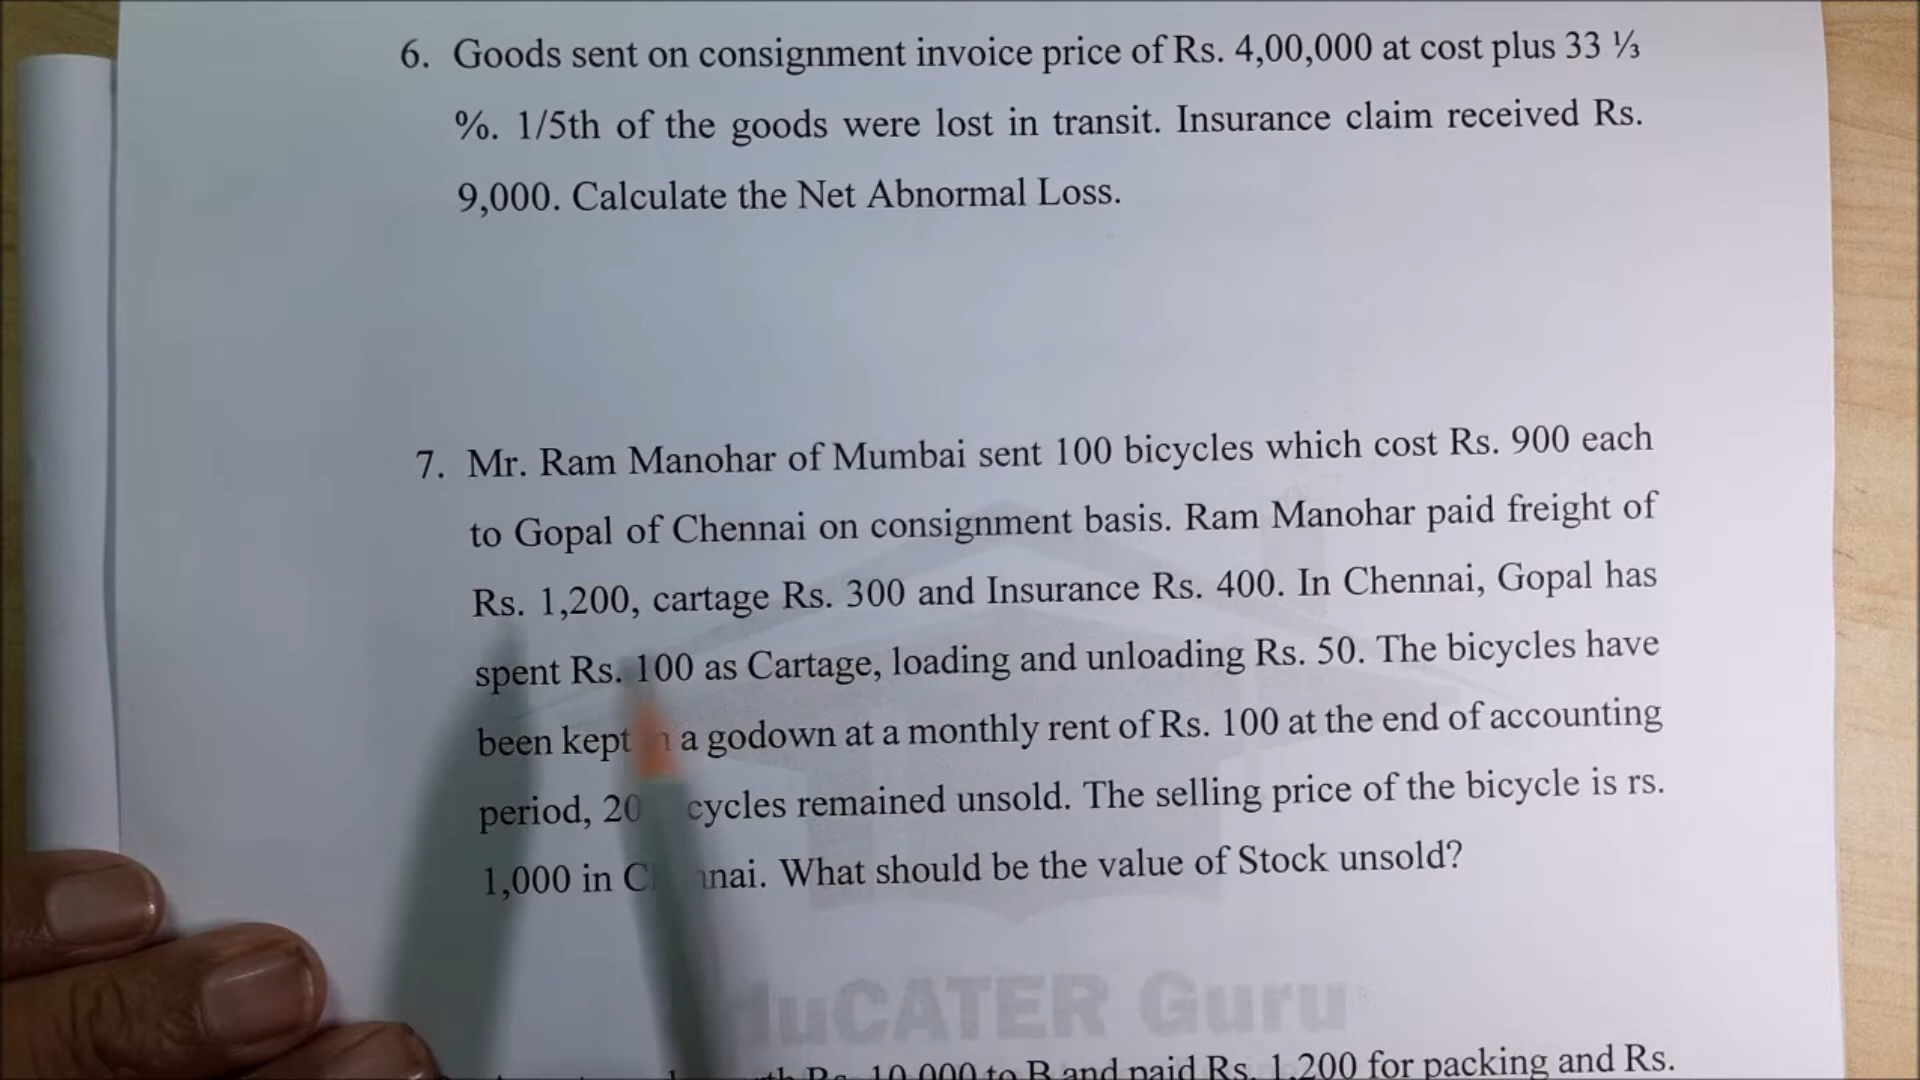 6. Goods sent on consignment invoice price of Rs. 4,00,000 at cost plus 33 ⅓
%. 1/5th of the goods were lost in transit. Insurance claim received Rs.
9,000. Calculate the Net Abnormal Loss.
7. Mr. Ram Manohar of Mumbai sent 100 bicycles which cost Rs. 900 each
to Gopal of Chennai on consignment basis. Ram Manohar paid freight of
Rs. 1,200, cartage Rs. 300 and Insurance Rs. 400. In Chennai, Gopal has
spent Rs. 100 as Cartage, loading and unloading Rs. 50. The bicycles have
been kept a godown at a monthly rent of Rs. 100 at the end of accounting
period, 20 cycles remained unsold. The selling price of the bicycle is rs.
1,000 in nai. What should be the value of Stock unsold?
duCATER Guru
Rs. 10,000 to B and paid Rs. 1,200 for packing and Rs.